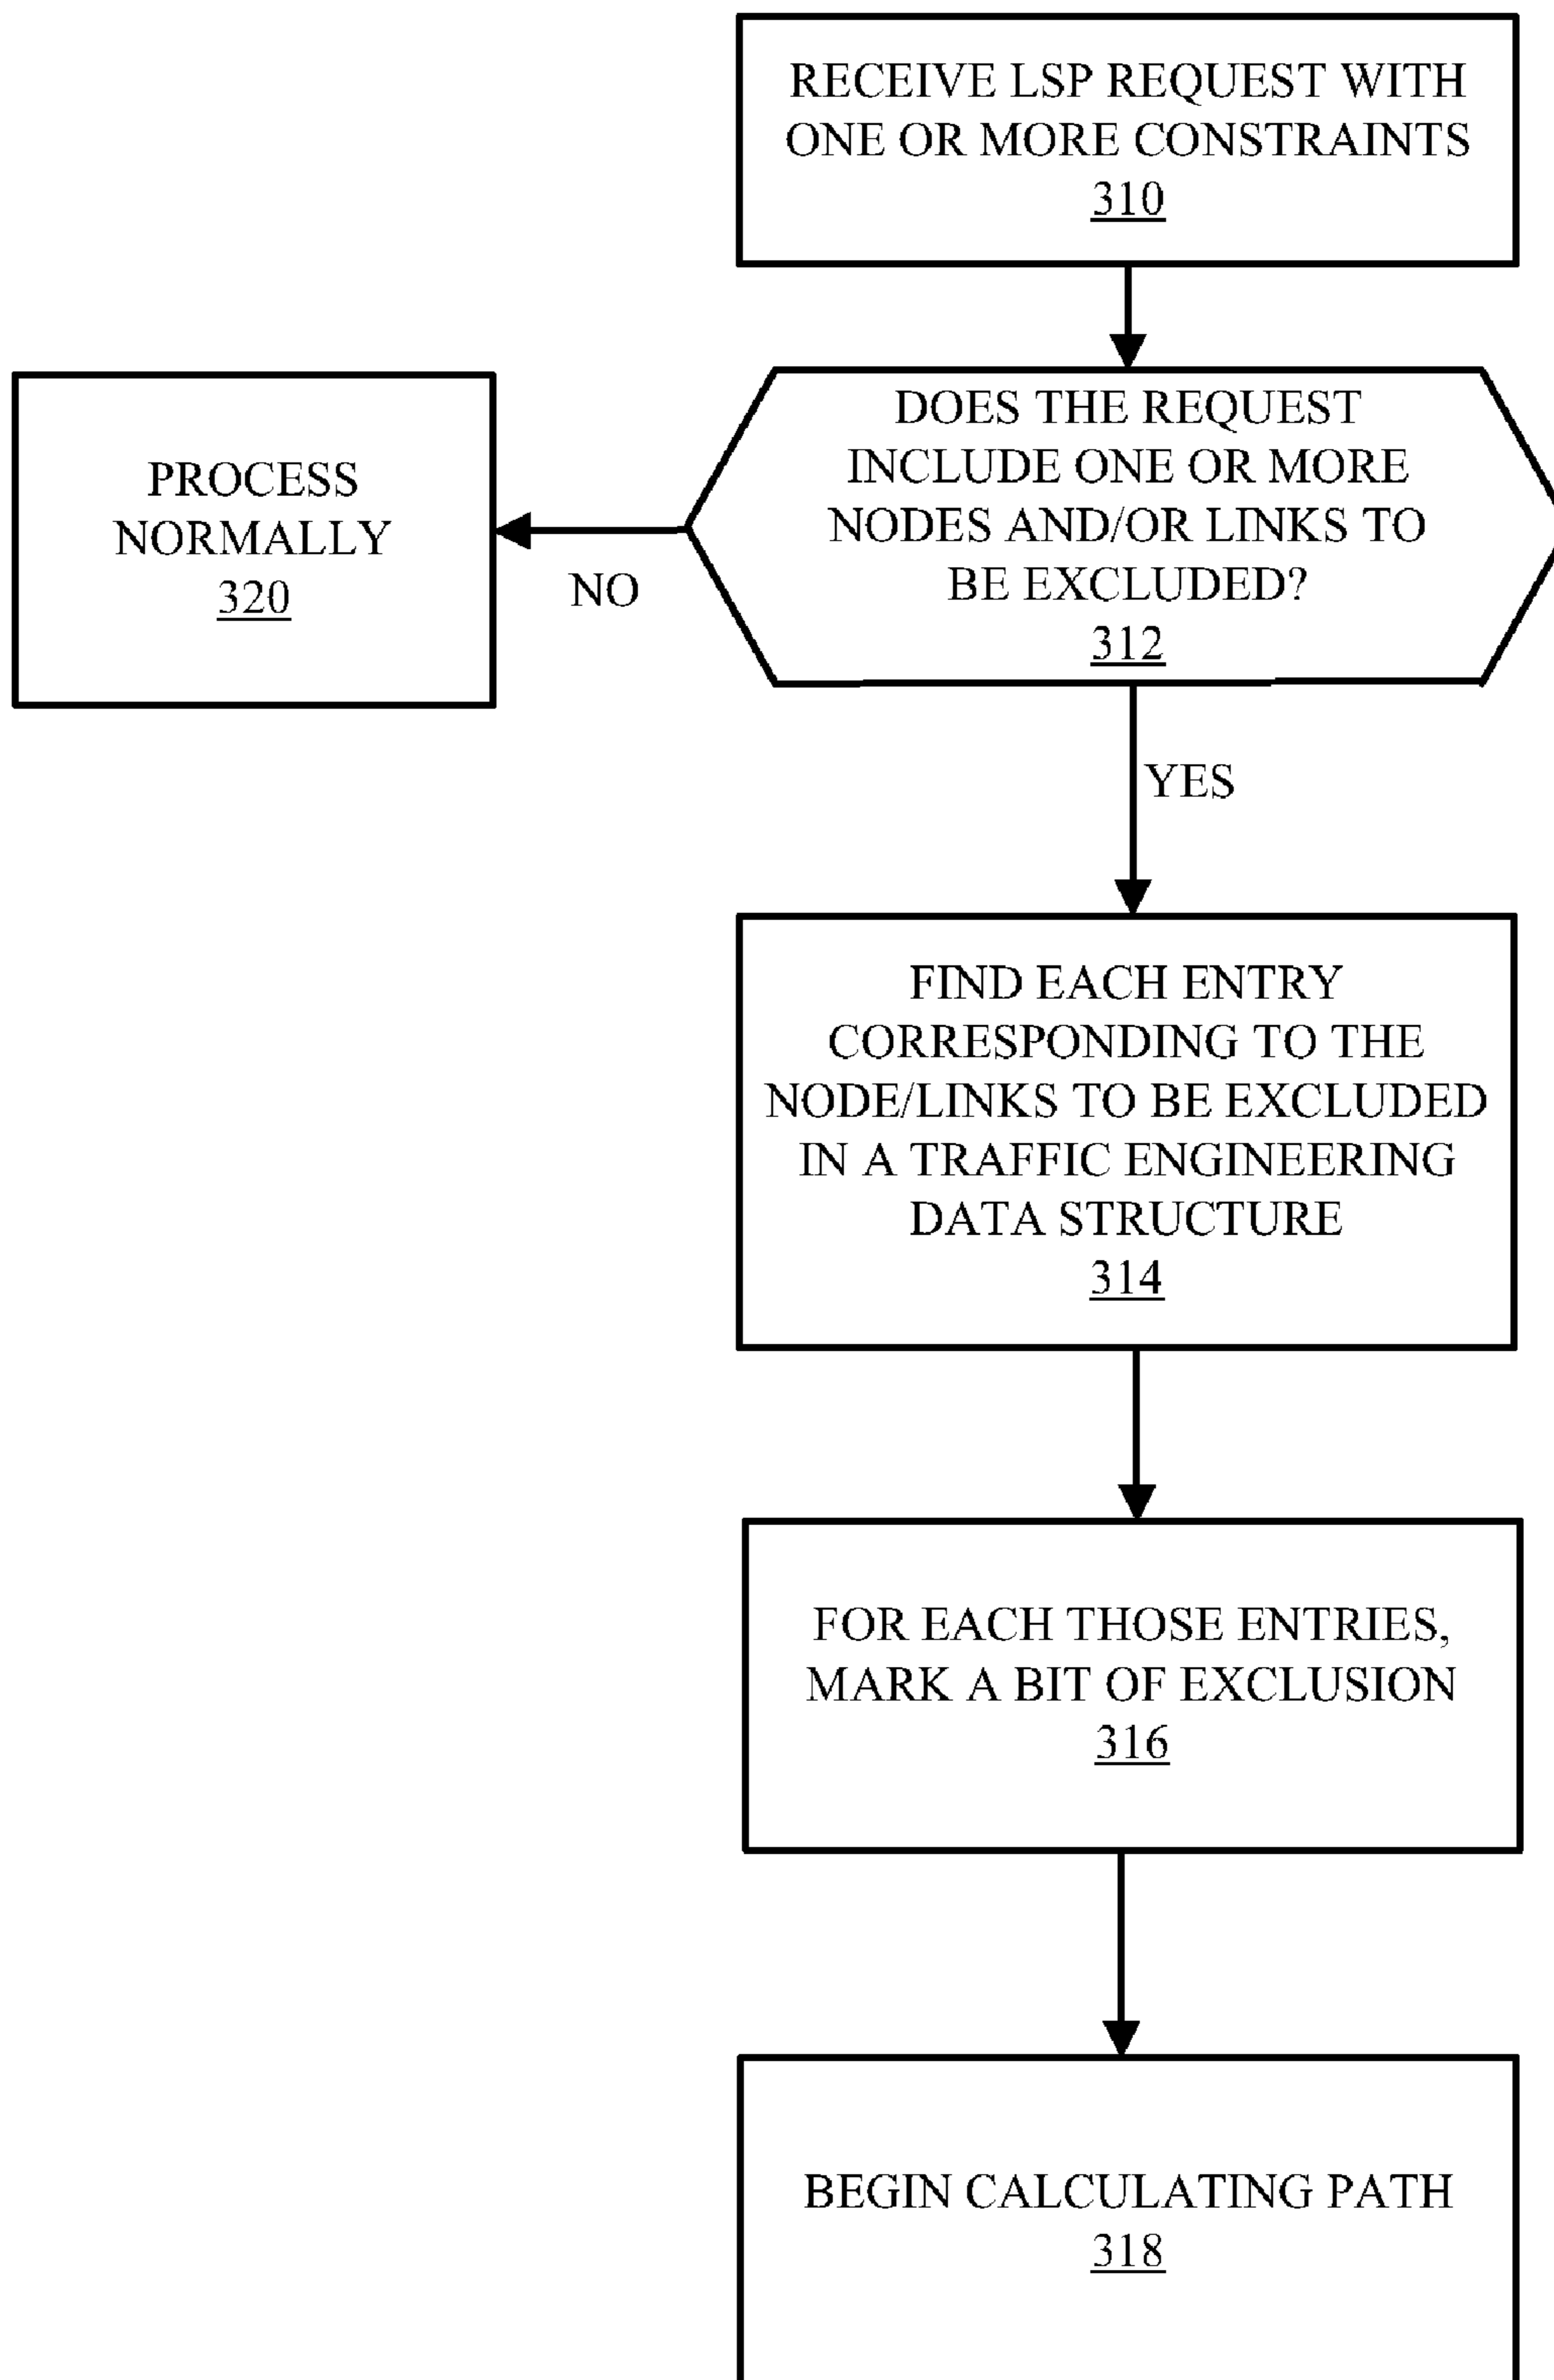 RECEIVE LSP REQUEST WITH
ONE OR MORE CONSTRAINTS
310
DOES THE REQUEST
INCLUDE ONE OR MORE
NODES AND/OR LINKS TO
BE EXCLUDED?
312
PROCESS
NORMALLY
320
NO
YES
FIND EACH ENTRY
CORRESPONDING TO THE
NODE/LINKS TO BE EXCLUDED
IN A TRAFFIC ENGINEERING
DATA STRUCTURE
314
FOR EACH THOSE ENTRIES,
MARK A BIT OF EXCLUSION
316
BEGIN CALCULATING PATH
318